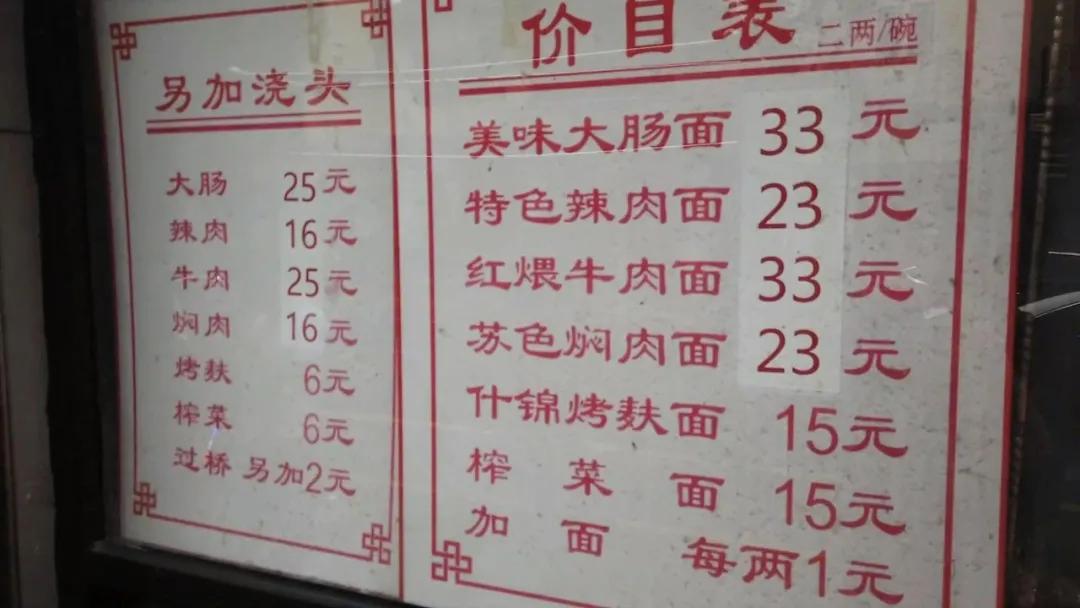 另加浇头
大肠 25元
辣肉 16元
牛肉 25元
焖肉 16元
烤麸 6元
榨菜 6元
过桥 另加2元
价目表 二两/碗
美味大肠面 33元
特色辣肉面 23元
红煨牛肉面 33元
苏色焖肉面 23元
什锦烤麸面 15元
榨菜面 15元
加面 每两1元